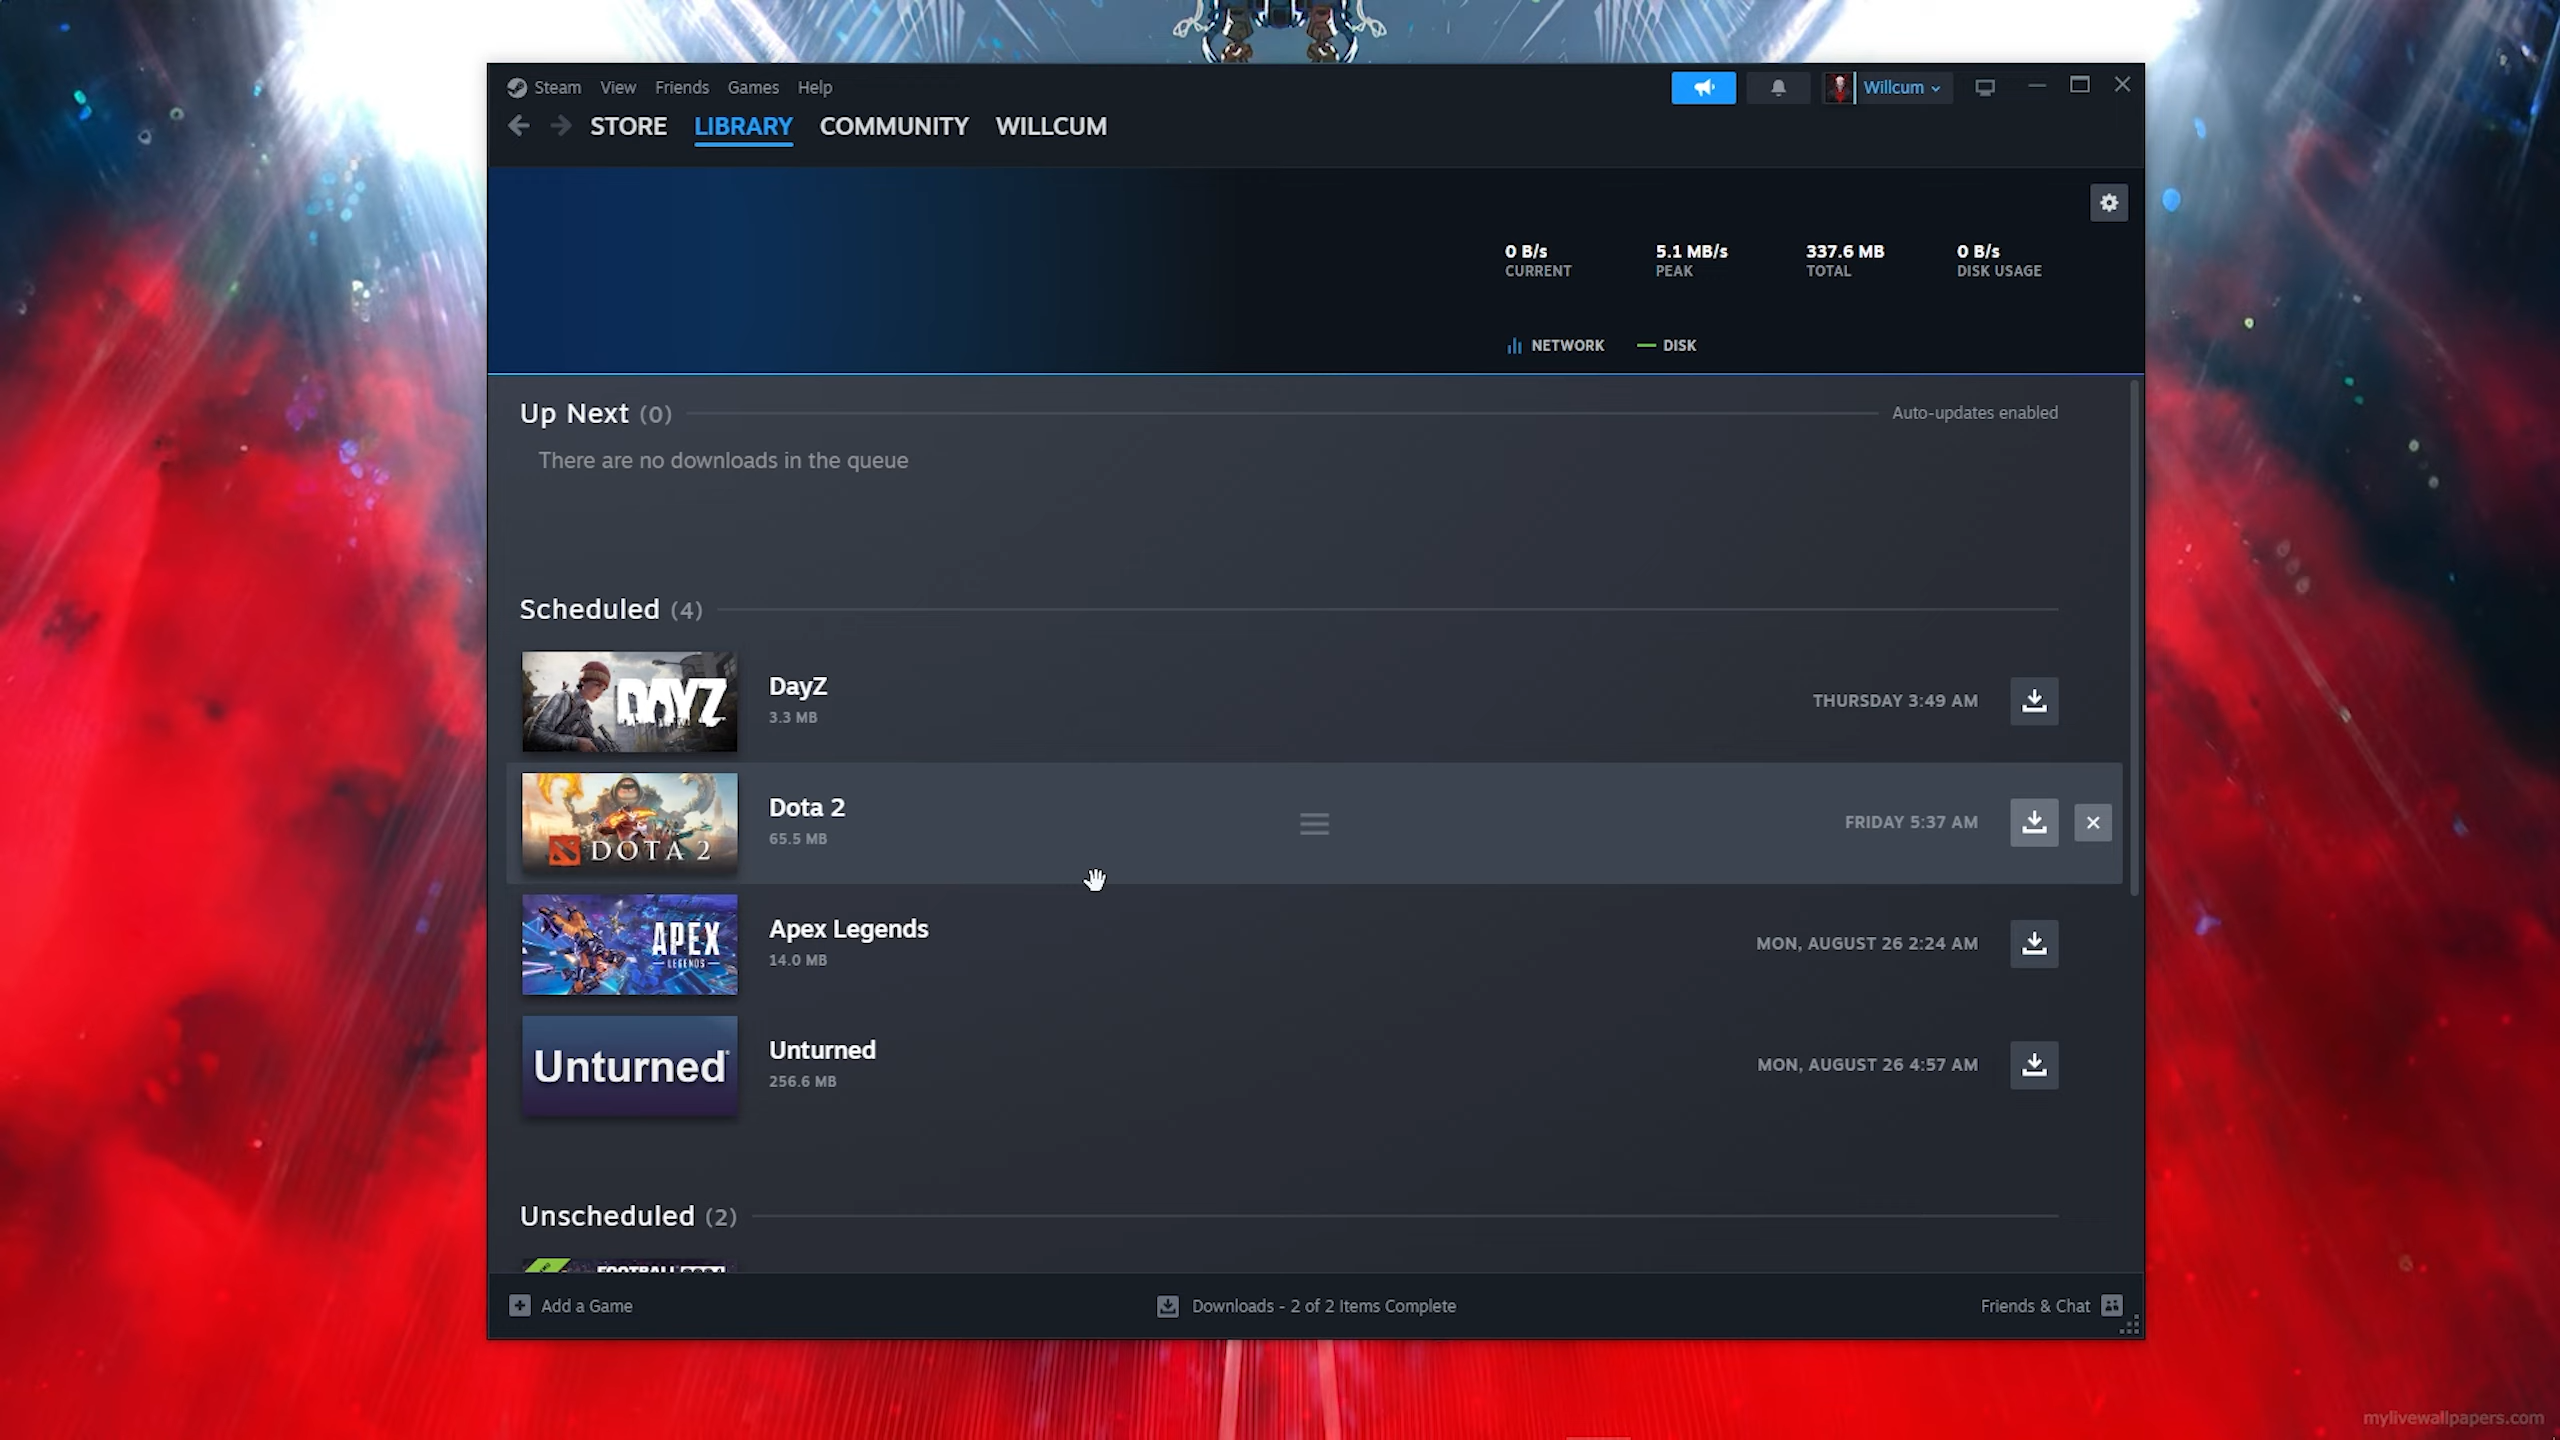 Steam View Friends Games Help
Willcum
STORE LIBRARY COMMUNITY WILLCUM
0 B/s 5.1 MB/s 337.6 MB 0 B/s
CURRENT PEAK TOTAL DISK USAGE
NETWORK DISK
Up Next (0) Auto-updates enabled
There are no downloads in the queue
Scheduled (4)
DAYZ
DayZ
3.3 MB
THURSDAY 3:49 AM
DOTA 2
Dota 2
65.5 MB
FRIDAY 5:37 AM
APEX
LEGENDS
Apex Legends
14.0 MB
MON, AUGUST 26 2:24 AM
Unturned
Unturned
256.6 MB
MON, AUGUST 26 4:57 AM
Unscheduled (2)
FOOTBALL
Add a Game Downloads - 2 of 2 Items Complete Friends & Chat
mylivewallpapers.com